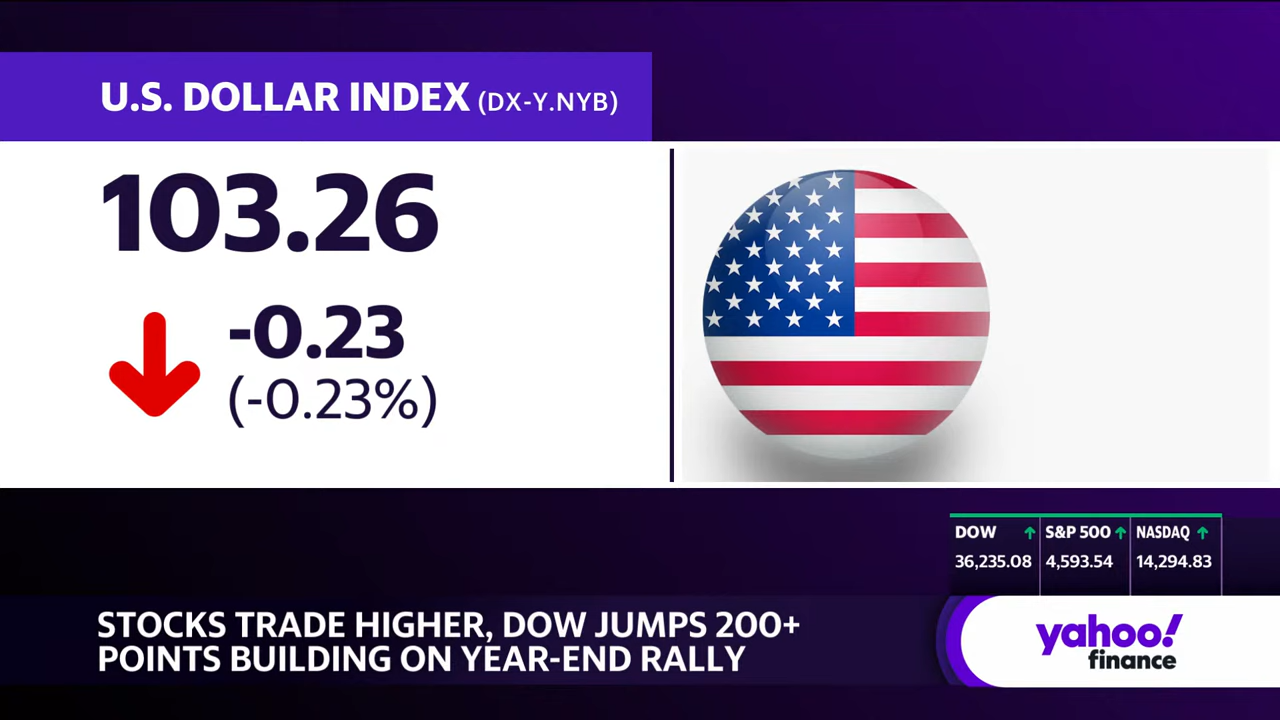 U.S. DOLLAR INDEX (DX-Y.NYB)
103.26
-0.23
(-0.23%)
DOW S&P 500 NASDAQ
36,235.08 4,593.54 14,294.83
STOCKS TRADE HIGHER, DOW JUMPS 200+
POINTS BUILDING ON YEAR-END RALLY
yahoo!
finance